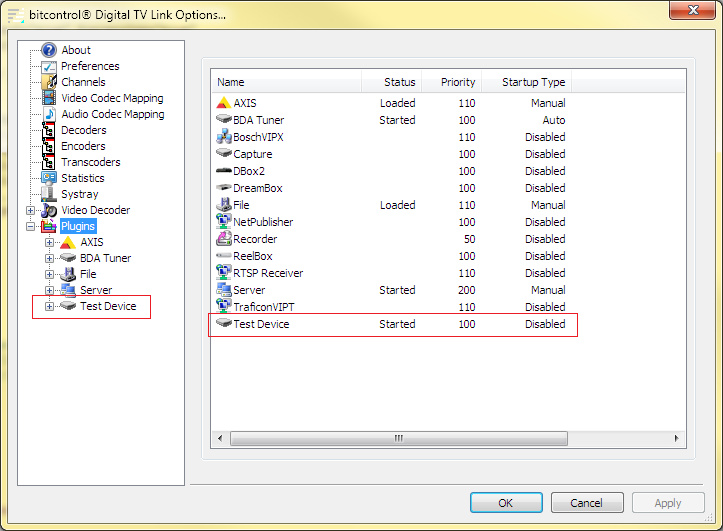 bitcontrol® Digital TV Link Options...
About
Preferences
Channels
Video Codec Mapping
Audio Codec Mapping
Decoders
Encoders
Transcoders
Statistics
Systray
Video Decoder
Plugins
AXIS
BDA Tuner
File
Server
Test Device
Name Status Priority Startup Type
AXIS Loaded 110 Manual
BDA Tuner Started 100 Auto
BoschVIPX 110 Disabled
Capture 100 Disabled
DBox2 100 Disabled
DreamBox 100 Disabled
File Loaded 110 Manual
NetPublisher 100 Disabled
Recorder 50 Disabled
ReelBox 100 Disabled
RTSP Receiver 110 Disabled
Server Started 200 Manual
TraficonVIPT 110 Disabled
Test Device Started 100 Disabled
OK Cancel Apply